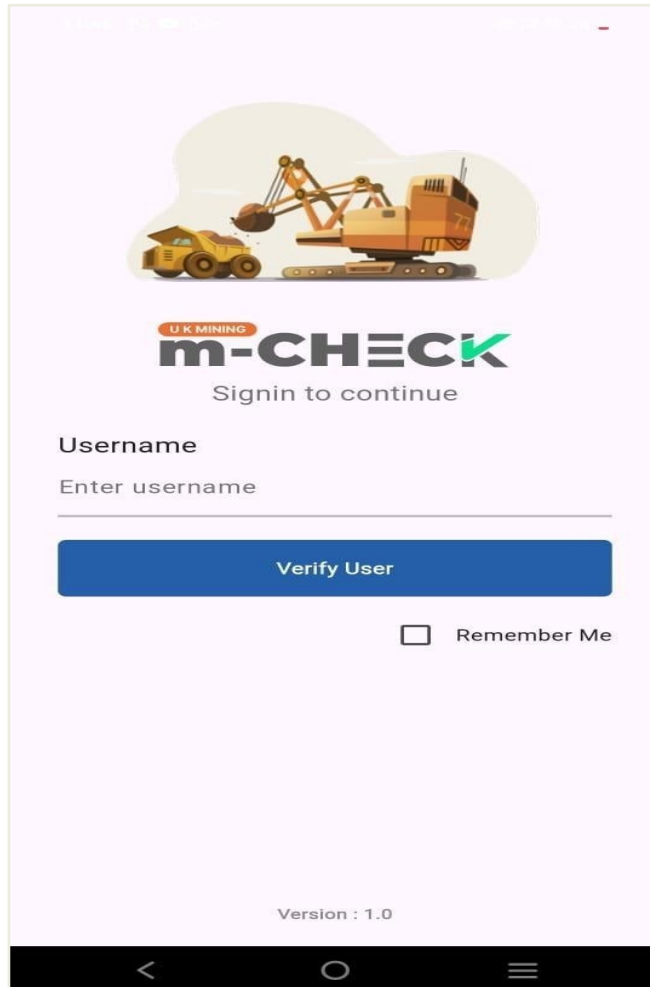 U K MINING
m-CHECK
Signin to continue
Username
Enter username
Verify User
Remember Me
Version : 1.0